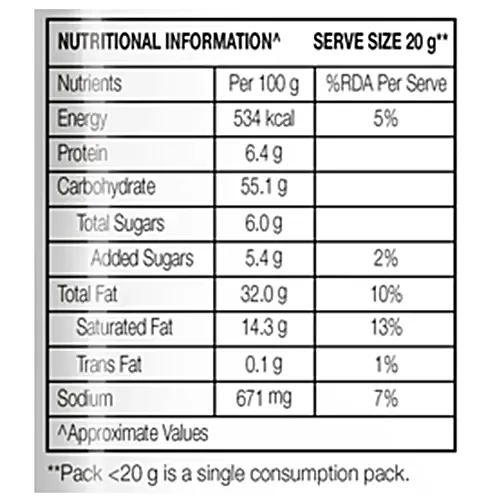 NUTRITIONAL INFORMATION^ SERVE SIZE 20 g**
Nutrients Per 100 g %RDA Per Serve
Energy 534 kcal 5%
Protein 6.4 g
Carbohydrate 55.1 g
Total Sugars 6.0 g
Added Sugars 5.4 g 2%
Total Fat 32.0 g 10%
Saturated Fat 14.3 g 13%
Trans Fat 0.1 g 1%
Sodium 671 mg 7%
^Approximate Values
**Pack <20 g is a single consumption pack.